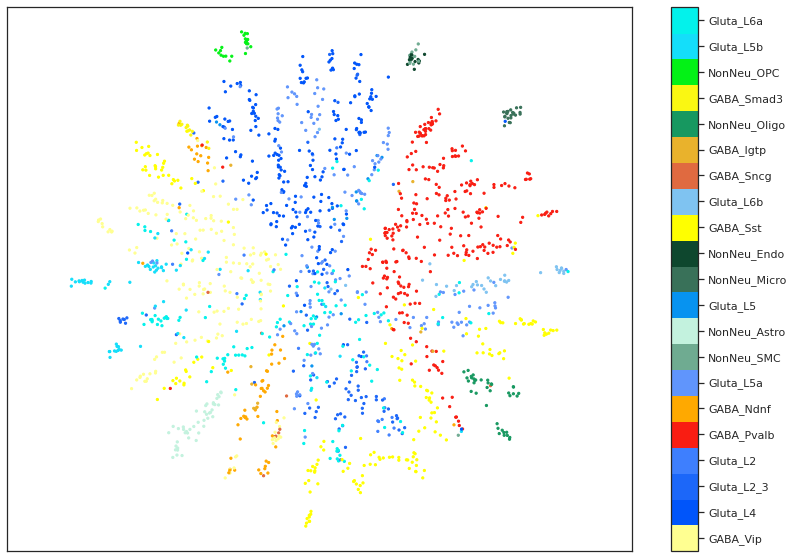 Gluta_L6a
Gluta_L5b
NonNeu_OPC
GABA_Smad3
NonNeu_Oligo
GABA_Igtp
GABA_Sncg
Gluta_L6b
GABA_Sst
NonNeu_Endo
NonNeu_Micro
Gluta_L5
NonNeu_Astro
NonNeu_SMC
Gluta_L5a
GABA_Ndnf
GABA_Pvalb
Gluta_L2
Gluta_L2_3
Gluta_L4
GABA_Vip